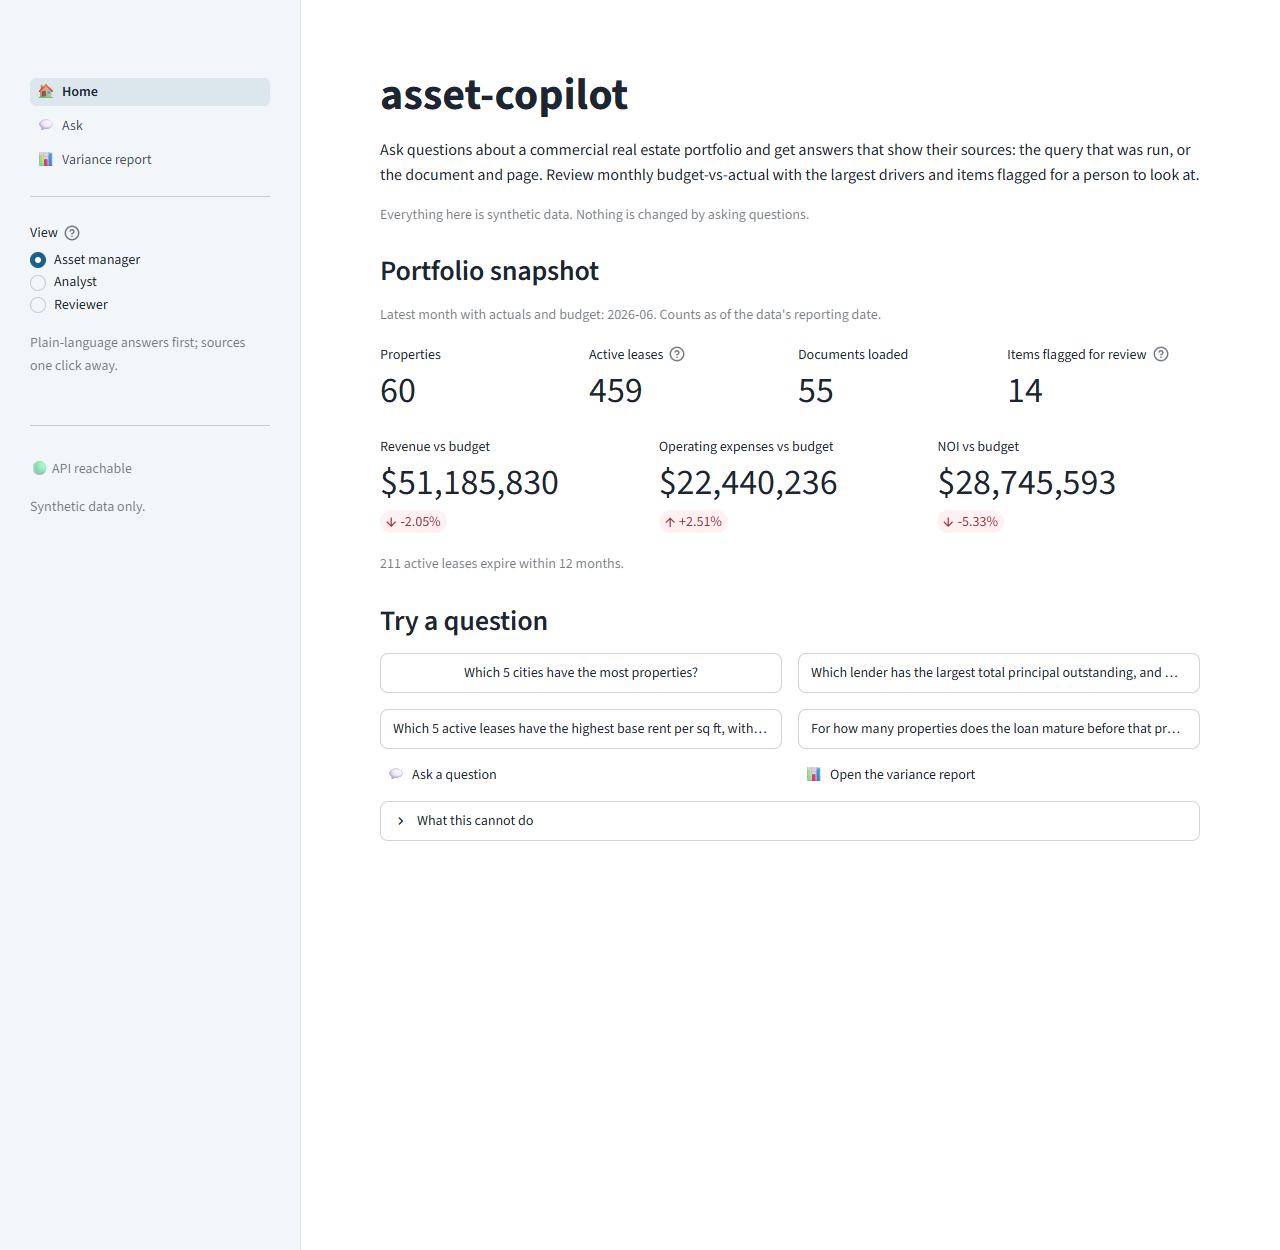 Home
Ask
Variance report
View
Asset manager
Analyst
Reviewer
Plain-language answers first; sources
one click away.
API reachable
Synthetic data only.
asset-copilot
Ask questions about a commercial real estate portfolio and get answers that show their sources: the query that was run, or
the document and page. Review monthly budget-vs-actual with the largest drivers and items flagged for a person to look at.
Everything here is synthetic data. Nothing is changed by asking questions.
Portfolio snapshot
Latest month with actuals and budget: 2026-06. Counts as of the data's reporting date.
Properties
60
Active leases
459
Documents loaded
55
Items flagged for review
14
Revenue vs budget
$51,185,830
↓ -2.05%
Operating expenses vs budget
$22,440,236
↑ +2.51%
NOI vs budget
$28,745,593
↓ -5.33%
211 active leases expire within 12 months.
Try a question
Which 5 cities have the most properties?
Which lender has the largest total principal outstanding, and …
Which 5 active leases have the highest base rent per sq ft, with…
For how many properties does the loan mature before that pr…
Ask a question
Open the variance report
What this cannot do